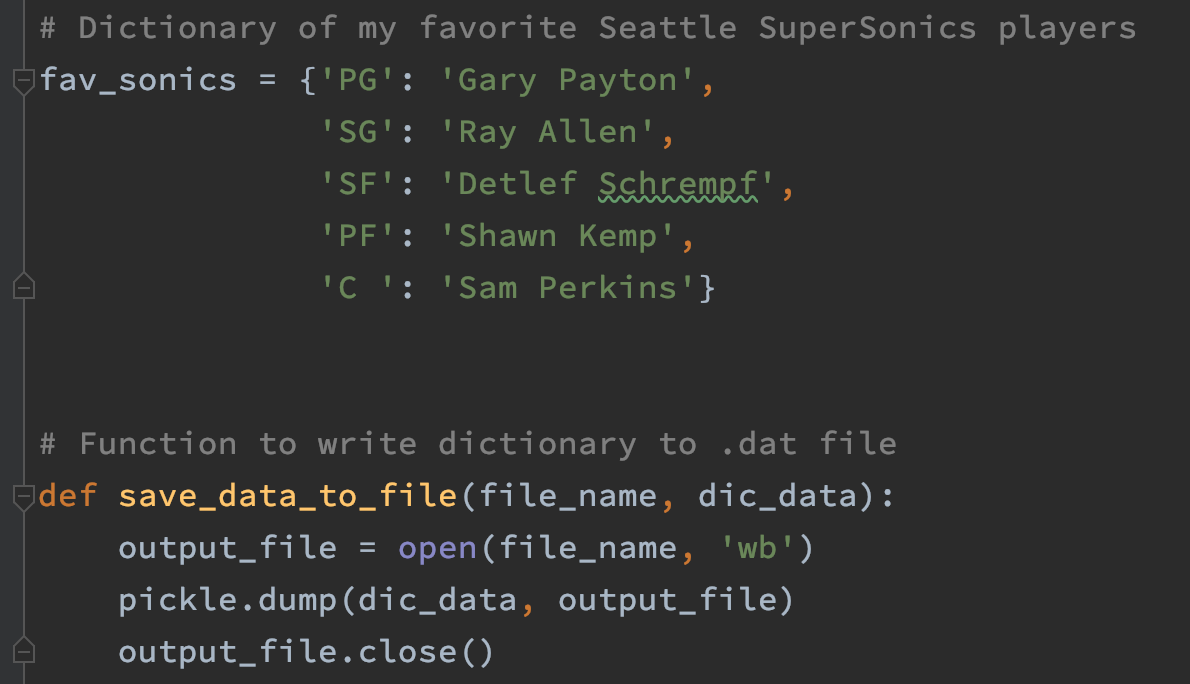 # Dictionary of my favorite Seattle SuperSonics players
fav_sonics = {'PG': 'Gary Payton',
'SG': 'Ray Allen',
'SF': 'Detlef Schrempf',
'PF': 'Shawn Kemp',
'C ': 'Sam Perkins'}
# Function to write dictionary to .dat file
def save_data_to_file(file_name, dic_data):
output_file = open(file_name, 'wb')
pickle.dump(dic_data, output_file)
output_file.close()